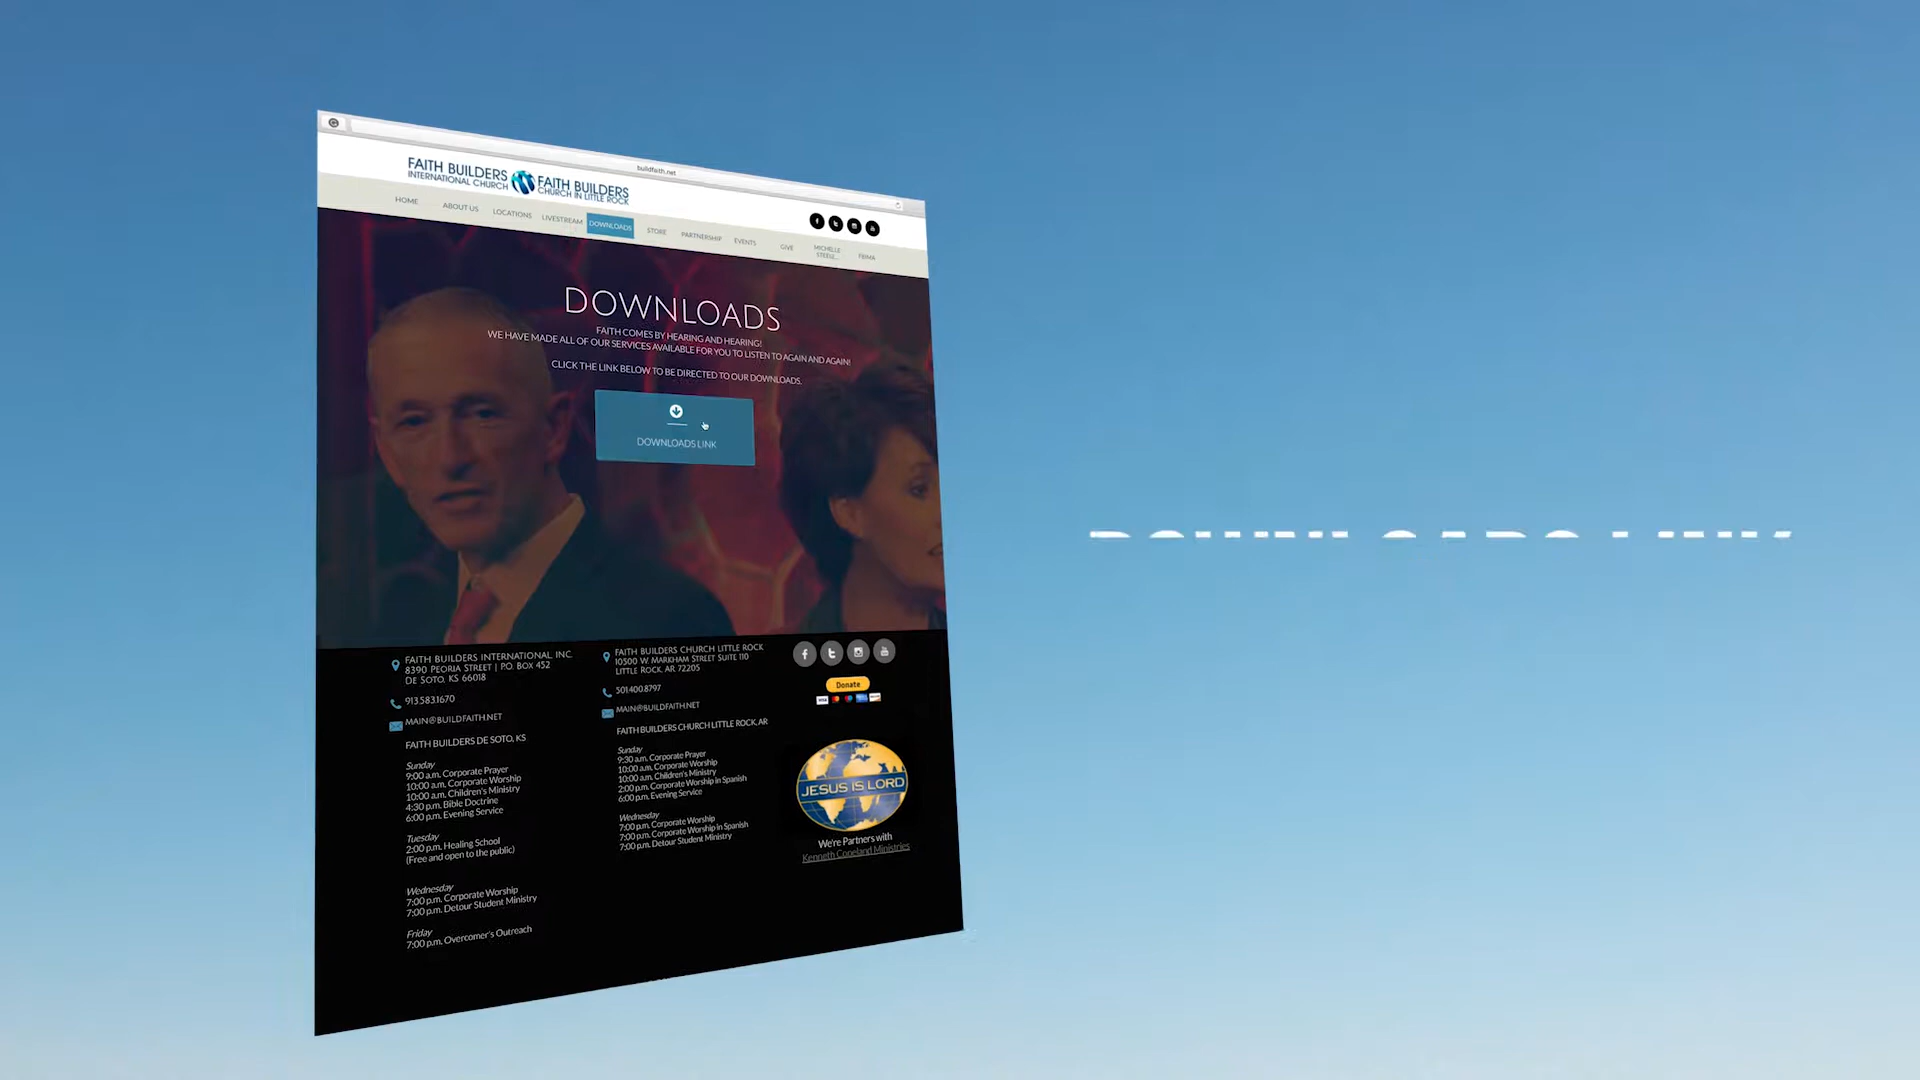 buildfaith.net
FAITH BUILDERS
INTERNATIONAL CHURCH
FAITH BUILDERS
CHURCH IN LITTLE ROCK
HOME
ABOUT US
LOCATIONS
LIVESTREAM
DOWNLOADS
STORE
PARTNERSHIP
EVENTS
GIVE
MICHELLE
STEELE...
FBIMA
DOWNLOADS
FAITH COMES BY HEARING AND HEARING!
WE HAVE MADE ALL OF OUR SERVICES AVAILABLE FOR YOU TO LISTEN TO AGAIN AND AGAIN!
CLICK THE LINK BELOW TO BE DIRECTED TO OUR DOWNLOADS.
DOWNLOADS LINK
FAITH BUILDERS INTERNATIONAL, INC.
8390 PEORIA STREET | P.O. BOX 452
DE SOTO, KS 66018
913.583.1670
MAIN@BUILDFAITH.NET
FAITH BUILDERS DE SOTO, KS
Sunday
9:00 a.m. Corporate Prayer
10:00 a.m. Corporate Worship
10:00 a.m. Children's Ministry
4:30 p.m. Bible Doctrine
6:00 p.m. Evening Service
Tuesday
2:00 p.m. Healing School
(Free and open to the public)
Wednesday
7:00 p.m. Corporate Worship
7:00 p.m. Detour Student Ministry
Friday
7:00 p.m. Overcomer's Outreach
FAITH BUILDERS CHURCH LITTLE ROCK
10500 W. MARKHAM STREET SUITE 110
LITTLE ROCK, AR 72205
501.400.8797
MAIN@BUILDFAITH.NET
FAITH BUILDERS CHURCH LITTLE ROCK, AR
Sunday
9:30 a.m. Corporate Prayer
10:00 a.m. Corporate Worship
10:00 a.m. Children's Ministry
2:00 p.m. Corporate Worship in Spanish
6:00 p.m. Evening Service
Wednesday
7:00 p.m. Corporate Worship
7:00 p.m. Corporate Worship in Spanish
7:00 p.m. Detour Student Ministry
Donate
JESUS IS LORD
We're Partners with
Kenneth Copeland Ministries